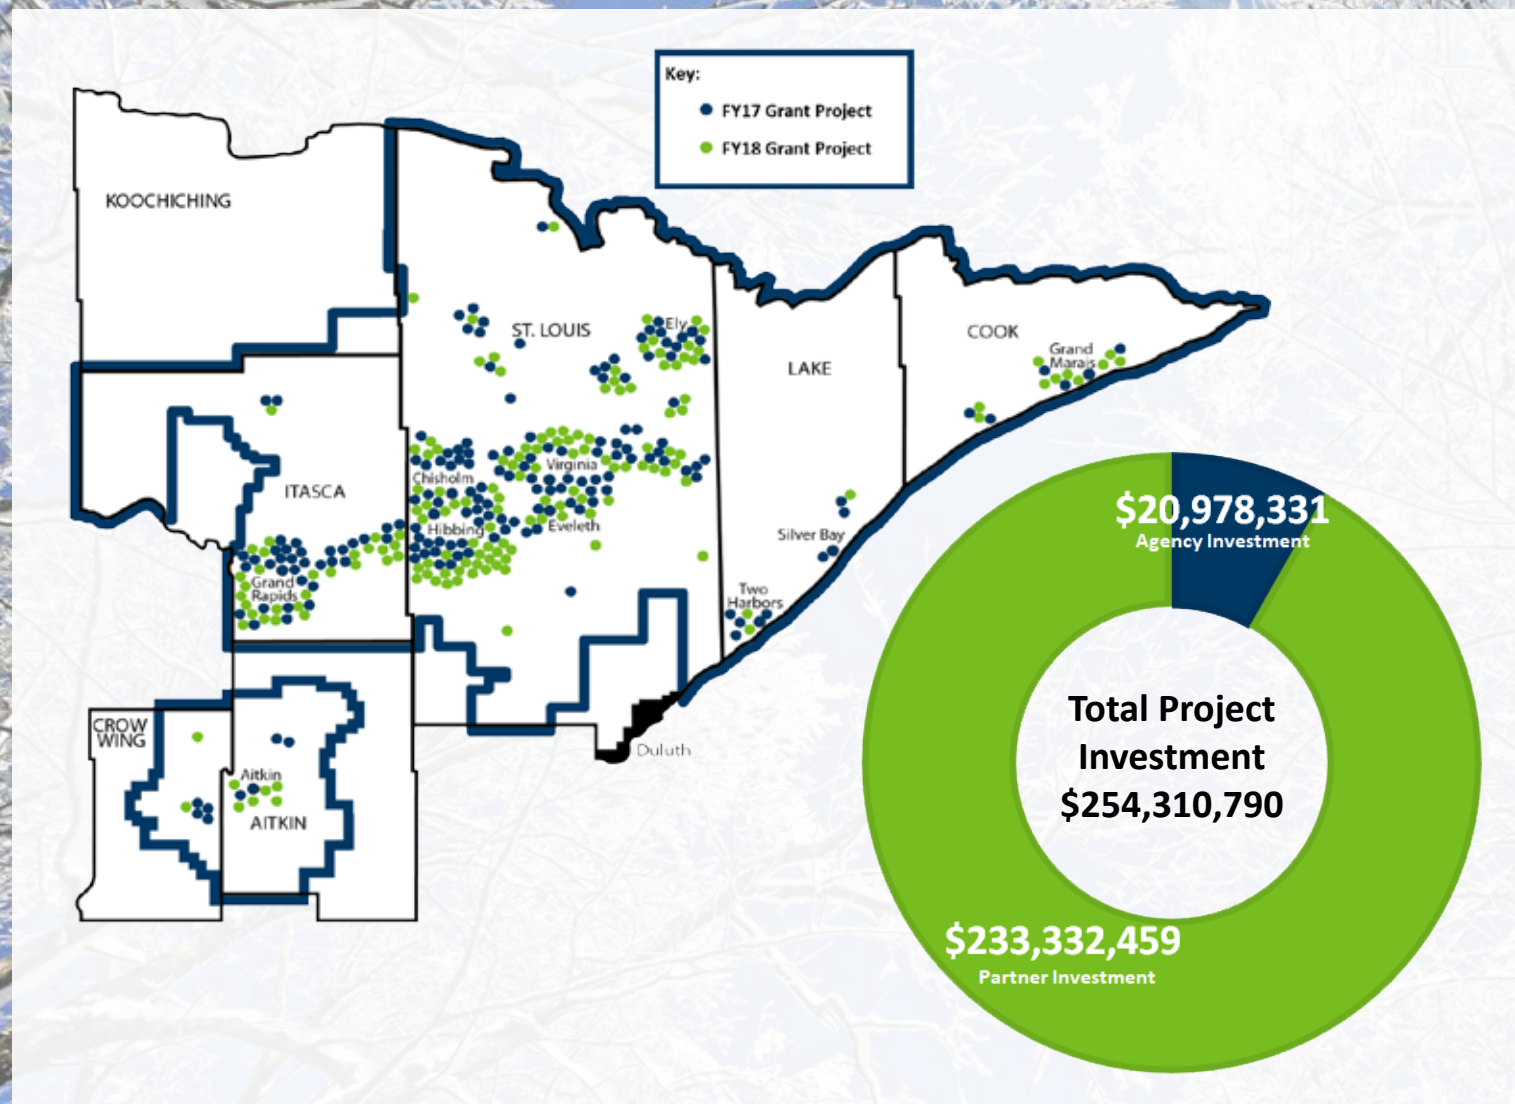 Key:
FY17 Grant Project
FY18 Grant Project
KOOCHICHING
ST. LOUIS
Ely
COOK
Grand
Marais
LAKE
ITASCA
Chisholm
Virginia
Hibbing
Eveleth
Silver Bay
Grand
Rapids
Two
Harbors
CROW
WING
Duluth
Aitkin
AITKIN
$20,978,331
Agency Investment
Total Project
Investment
$254,310,790
$233,332,459
Partner Investment